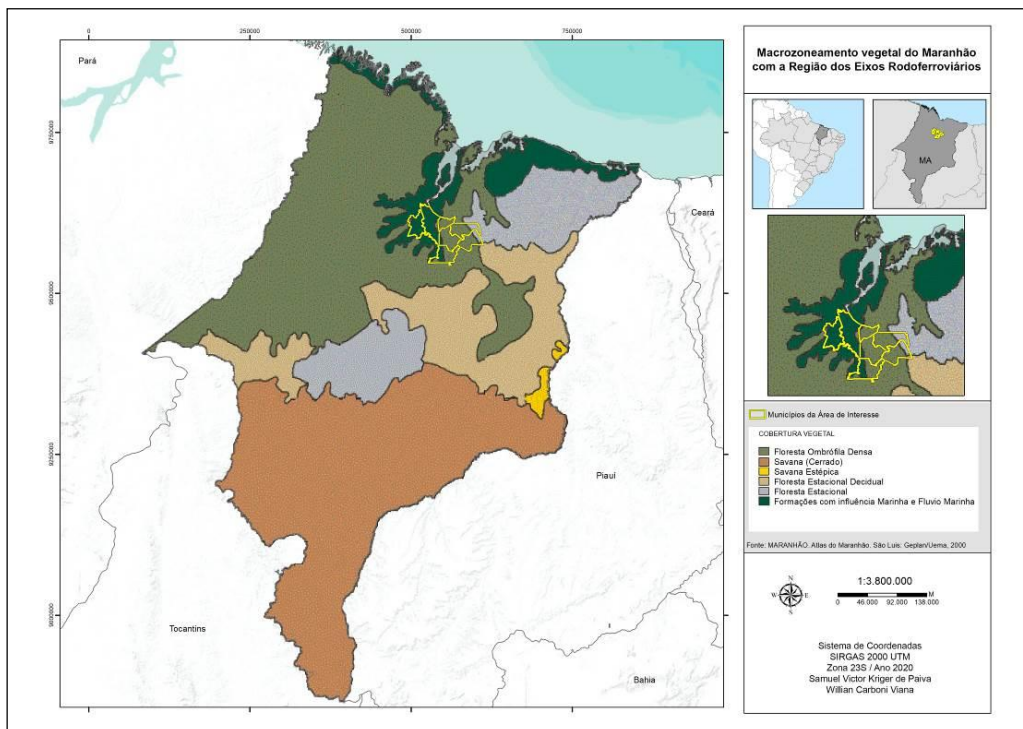 0
250000
500000
750000
9750000
9500000
9250000
9000000
Pará
Ceará
Piauí
Tocantins
Bahia
Macrozoneamento vegetal do Maranhão
com a Região dos Eixos Rodoferroviários
MA
Municípios da Área de Interesse
COBERTURA VEGETAL
Floresta Ombrófila Densa
Savana (Cerrado)
Savana Estépica
Floresta Estacional Decidual
Floresta Estacional
Formações com influência Marinha e Fluvio Marinha
Fonte: MARANHÃO. Atlas do Maranhão. São Luís: Geplan/Uema, 2000
N
W
E
S
1:3.800.000
M
0 46.000 92.000 138.000
Sistema de Coordenadas
SIRGAS 2000 UTM
Zona 23S / Ano 2020
Samuel Victor Kriger de Paiva
Willian Carboni Viana